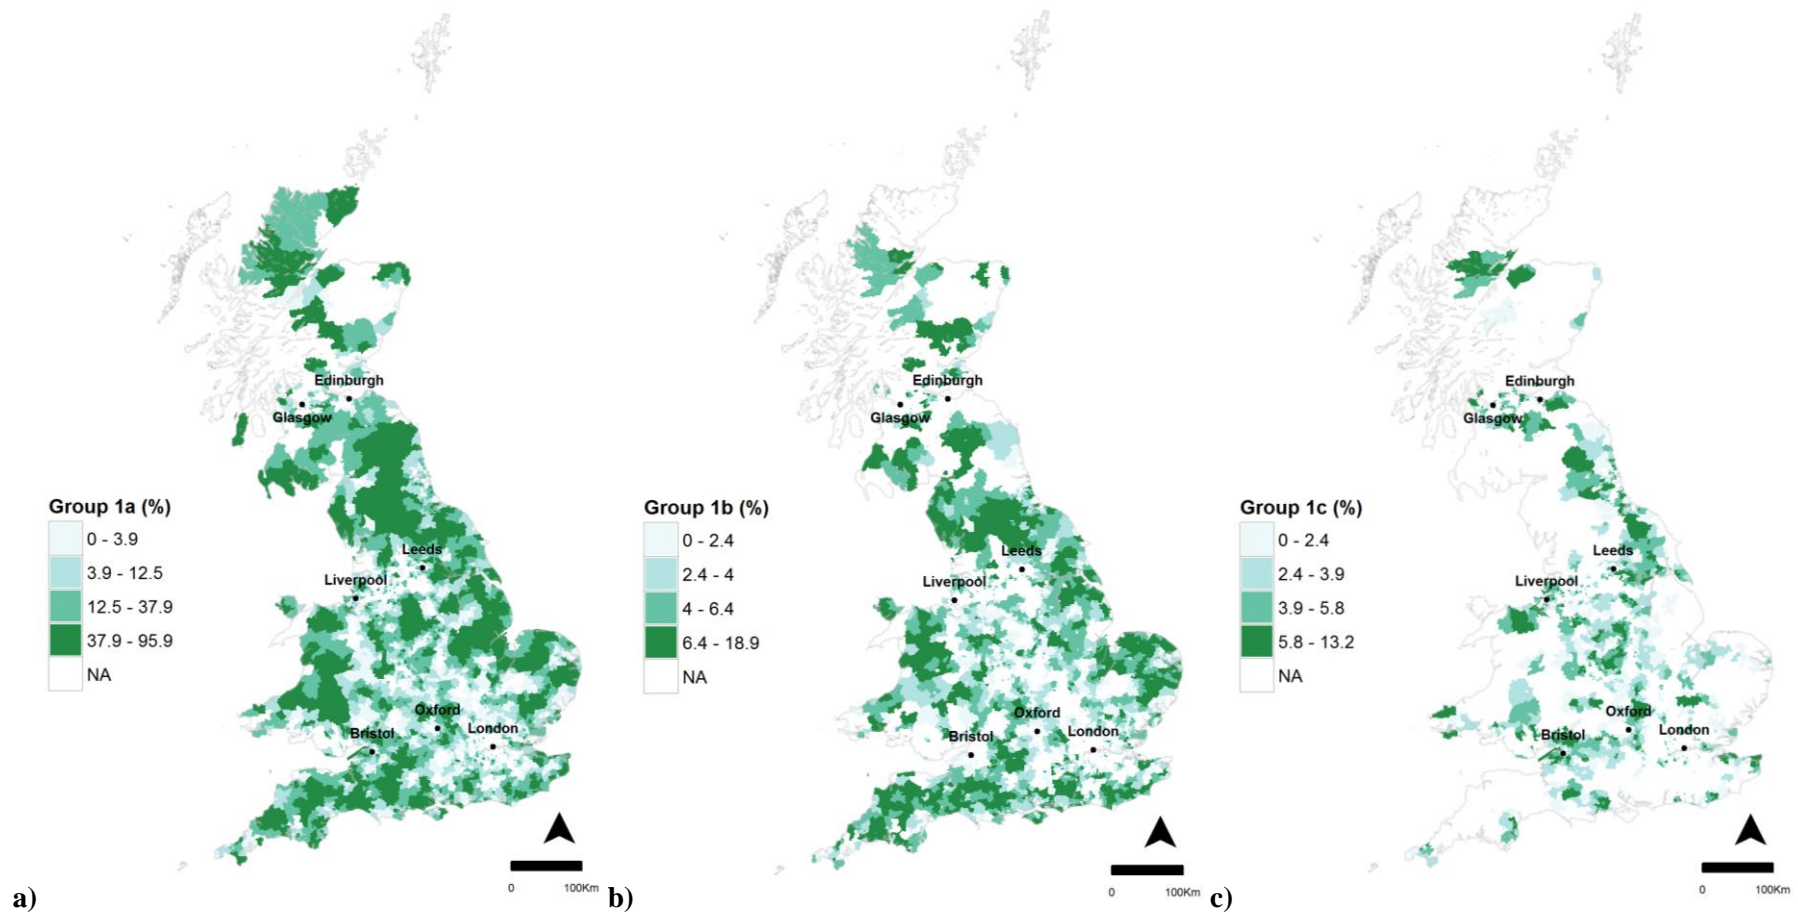 Edinburgh
Glasgow
Group 1a (%)
0 - 3.9
3.9 - 12.5
12.5 - 37.9
37.9 - 95.9
NA
Leeds
Liverpool
Oxford
Bristol
London
0 100Km
a)
Edinburgh
Glasgow
Group 1b (%)
0 - 2.4
2.4 - 4
4 - 6.4
6.4 - 18.9
NA
Leeds
Liverpool
Oxford
Bristol
London
0 100Km
b)
Edinburgh
Glasgow
Group 1c (%)
0 - 2.4
2.4 - 3.9
3.9 - 5.8
5.8 - 13.2
NA
Leeds
Liverpool
Oxford
Bristol
London
0 100Km
c)